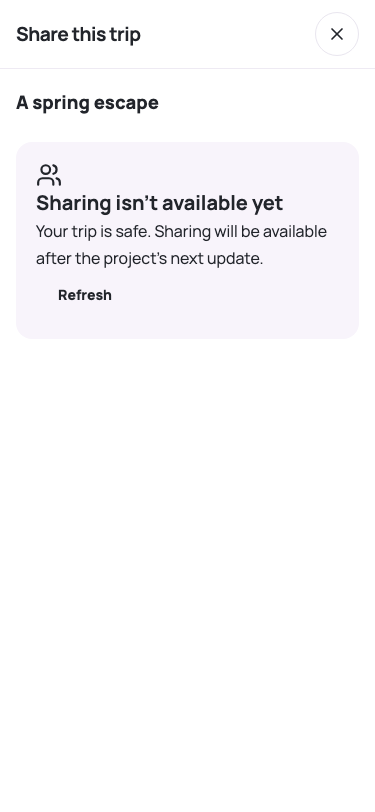 Share this trip
A spring escape
Sharing isn’t available yet
Your trip is safe. Sharing will be available
after the project’s next update.
Refresh